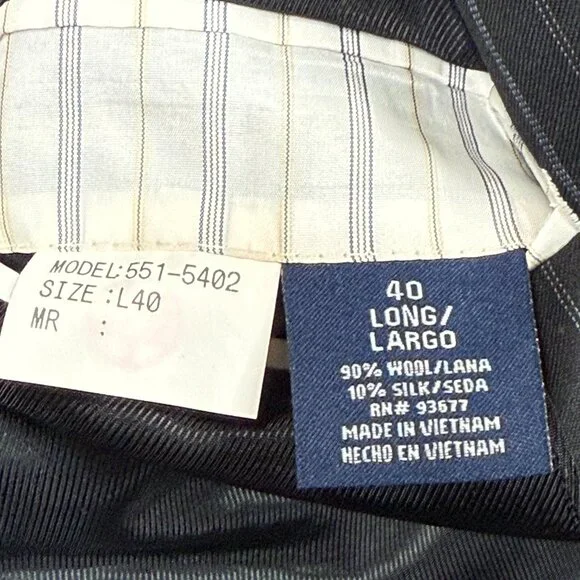 MODEL:551-5402
SIZE :L40
MR :
40
LONG/
LARGO
90% WOOL/LANA
10% SILK/SEDA
RN# 93677
MADE IN VIETNAM
HECHO EN VIETNAM